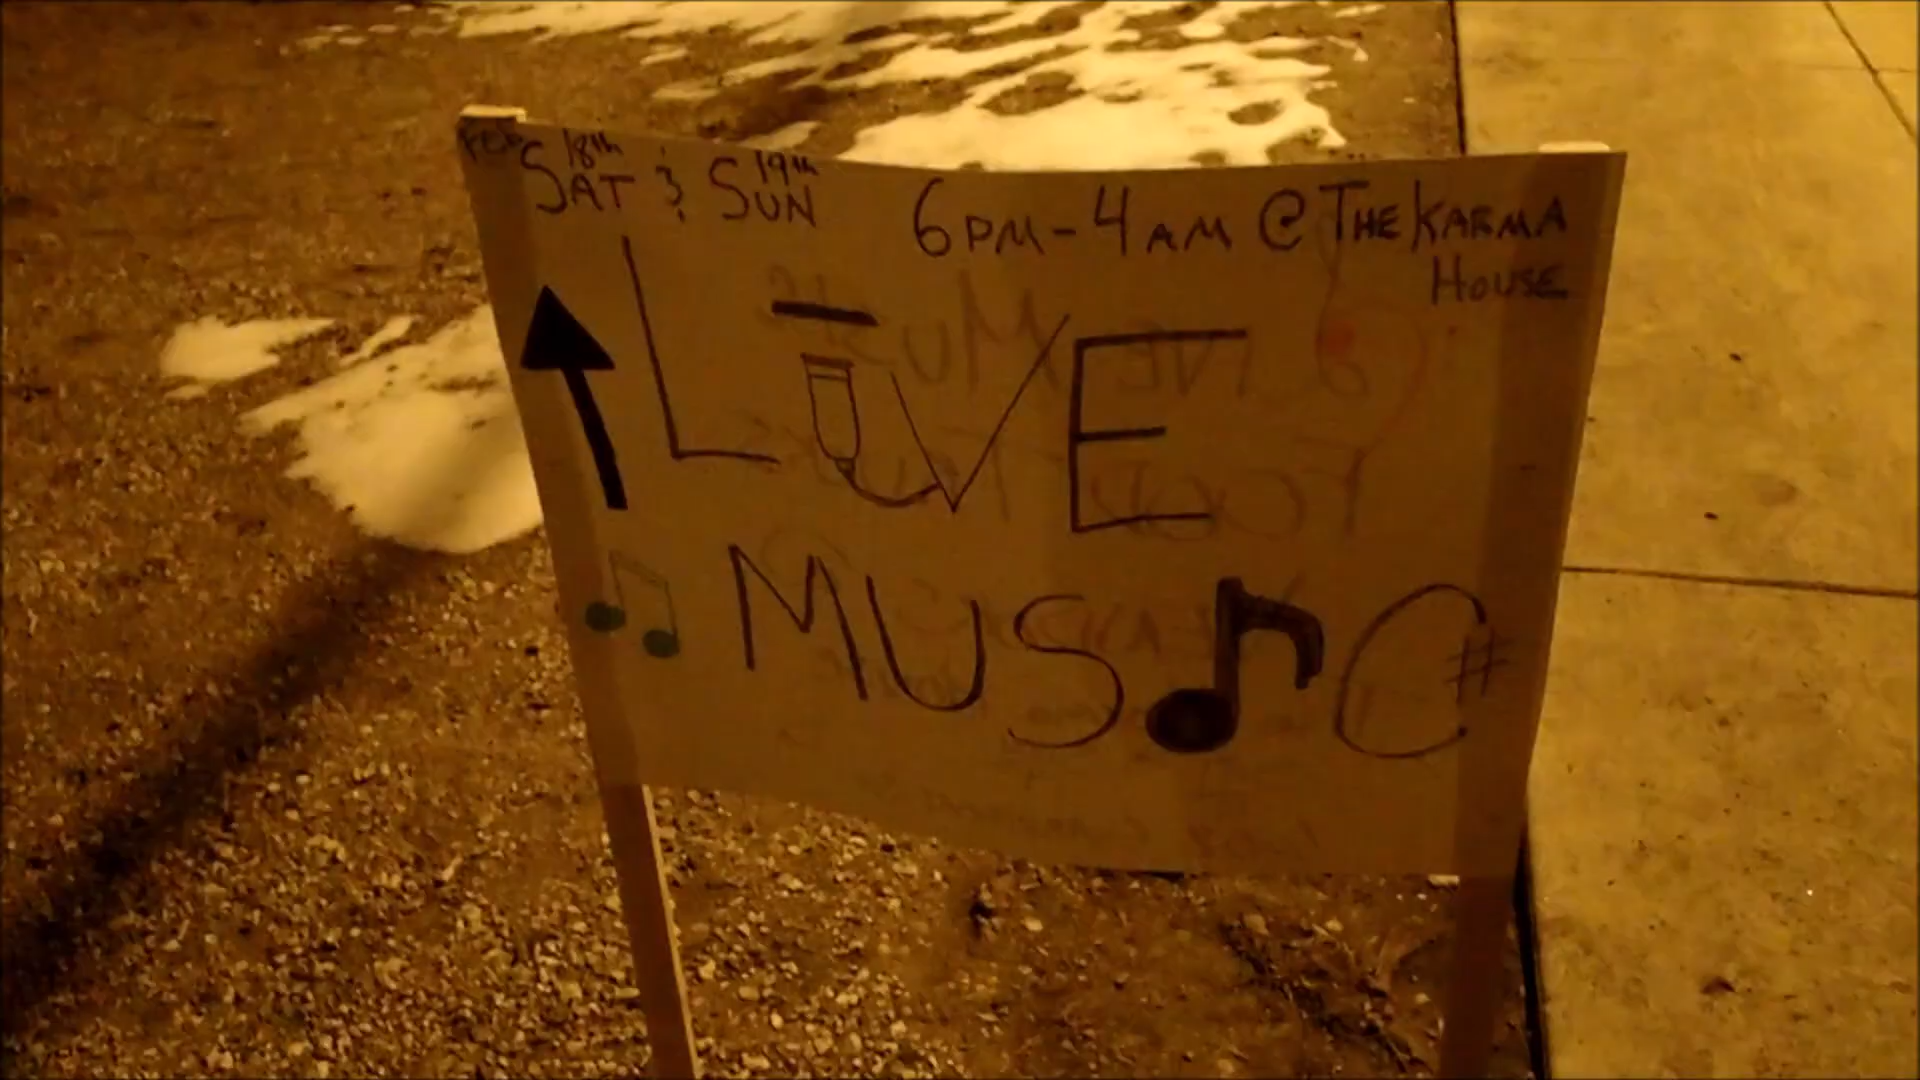 Feb 18th 19th
SAT & SUN 6PM-4AM @ THE KARMA
HOUSE
LIVE
MUSIC#